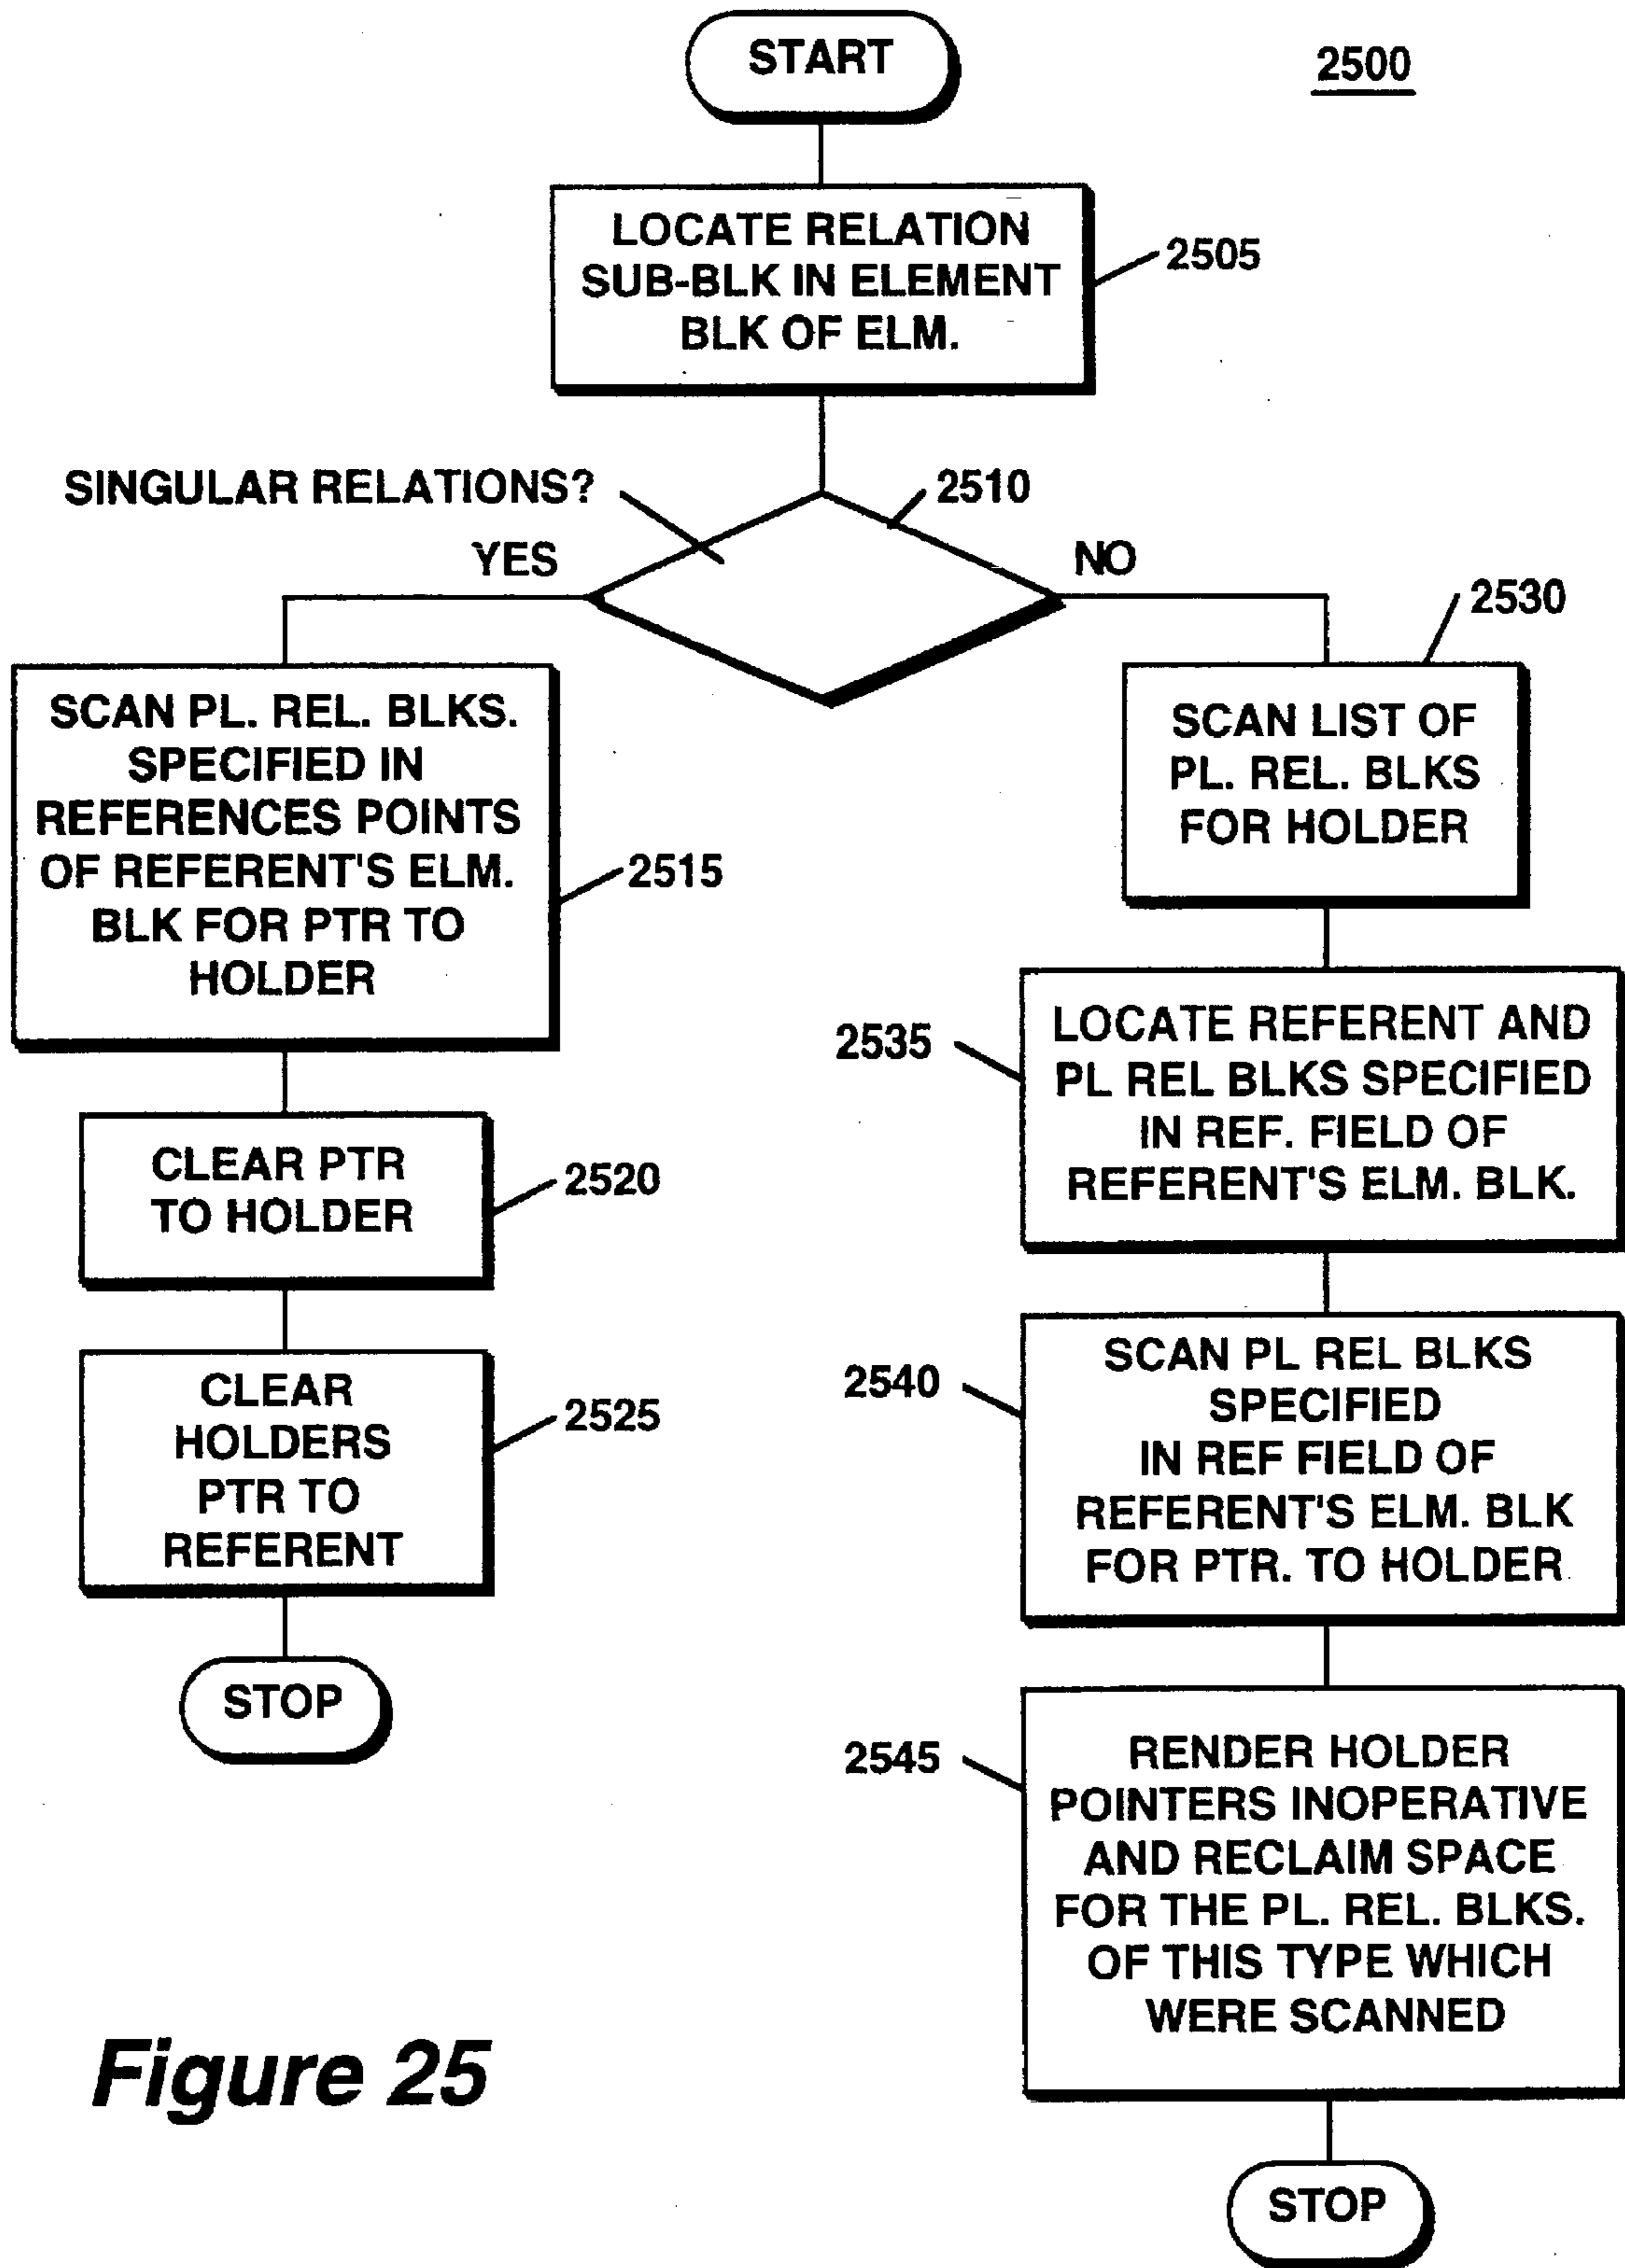 START
2500
LOCATE RELATION
SUB-BLK IN ELEMENT
BLK OF ELM.
2505
SINGULAR RELATIONS?
2510
YES
NO
SCAN PL. REL. BLKS.
SPECIFIED IN
REFERENCES POINTS
OF REFERENT'S ELM.
BLK FOR PTR TO
HOLDER
2515
CLEAR PTR
TO HOLDER
2520
CLEAR
HOLDERS
PTR TO
REFERENT
2525
STOP
2530
SCAN LIST OF
PL. REL. BLKS
FOR HOLDER
2535
LOCATE REFERENT AND
PL REL BLKS SPECIFIED
IN REF. FIELD OF
REFERENT'S ELM. BLK.
2540
SCAN PL REL BLKS
SPECIFIED
IN REF FIELD OF
REFERENT'S ELM. BLK
FOR PTR. TO HOLDER
2545
RENDER HOLDER
POINTERS INOPERATIVE
AND RECLAIM SPACE
FOR THE PL. REL. BLKS.
OF THIS TYPE WHICH
WERE SCANNED
STOP
Figure 25